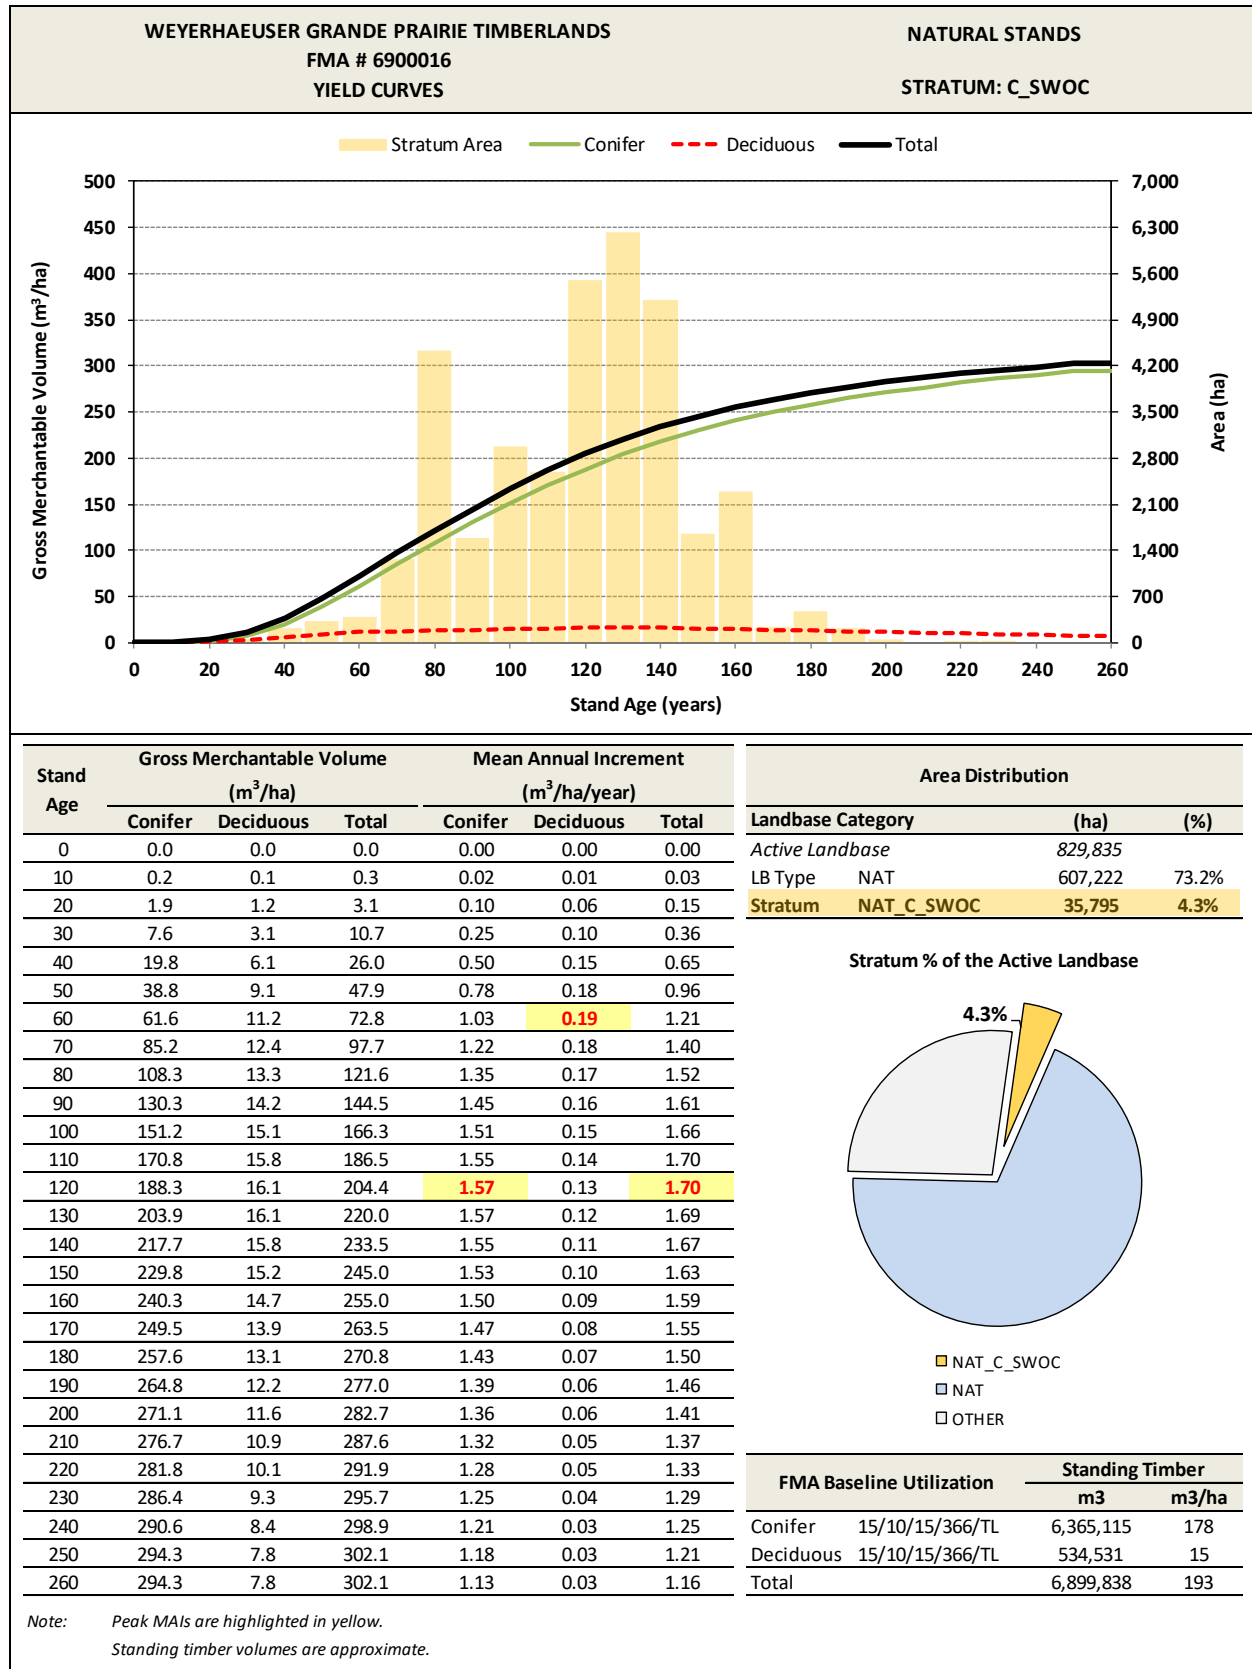 WEYERHAEUSER GRANDE PRAIRIE TIMBERLANDS
FMA # 6900016
YIELD CURVES
NATURAL STANDS
STRATUM: C_SWOC
Stratum Area Conifer Deciduous Total
Gross Merchantable Volume (m³/ha)
500
450
400
350
300
250
200
150
100
50
0
7,000
6,300
5,600
4,900
4,200
3,500
2,800
2,100
1,400
700
0
Area (ha)
0 20 40 60 80 100 120 140 160 180 200 220 240 260
Stand Age (years)
Stand Age
Gross Merchantable Volume (m³/ha)
Mean Annual Increment (m³/ha/year)
Conifer Deciduous Total Conifer Deciduous Total
0 0.0 0.0 0.0 0.00 0.00 0.00
10 0.2 0.1 0.3 0.02 0.01 0.03
20 1.9 1.2 3.1 0.10 0.06 0.15
30 7.6 3.1 10.7 0.25 0.10 0.36
40 19.8 6.1 26.0 0.50 0.15 0.65
50 38.8 9.1 47.9 0.78 0.18 0.96
60 61.6 11.2 72.8 1.03 0.19 1.21
70 85.2 12.4 97.7 1.22 0.18 1.40
80 108.3 13.3 121.6 1.35 0.17 1.52
90 130.3 14.2 144.5 1.45 0.16 1.61
100 151.2 15.1 166.3 1.51 0.15 1.66
110 170.8 15.8 186.5 1.55 0.14 1.70
120 188.3 16.1 204.4 1.57 0.13 1.70
130 203.9 16.1 220.0 1.57 0.12 1.69
140 217.7 15.8 233.5 1.55 0.11 1.67
150 229.8 15.2 245.0 1.53 0.10 1.63
160 240.3 14.7 255.0 1.50 0.09 1.59
170 249.5 13.9 263.5 1.47 0.08 1.55
180 257.6 13.1 270.8 1.43 0.07 1.50
190 264.8 12.2 277.0 1.39 0.06 1.46
200 271.1 11.6 282.7 1.36 0.06 1.41
210 276.7 10.9 287.6 1.32 0.05 1.37
220 281.8 10.1 291.9 1.28 0.05 1.33
230 286.4 9.3 295.7 1.25 0.04 1.29
240 290.6 8.4 298.9 1.21 0.03 1.25
250 294.3 7.8 302.1 1.18 0.03 1.21
260 294.3 7.8 302.1 1.13 0.03 1.16
Area Distribution
Landbase Category (ha) (%)
Active Landbase 829,835
LB Type NAT 607,222 73.2%
Stratum NAT_C_SWOC 35,795 4.3%
Stratum % of the Active Landbase
4.3%
NAT_C_SWOC
NAT
OTHER
FMA Baseline Utilization
Standing Timber
m3 m3/ha
Conifer 15/10/15/366/TL 6,365,115 178
Deciduous 15/10/15/366/TL 534,531 15
Total 6,899,838 193
Note: Peak MAIs are highlighted in yellow.
Standing timber volumes are approximate.